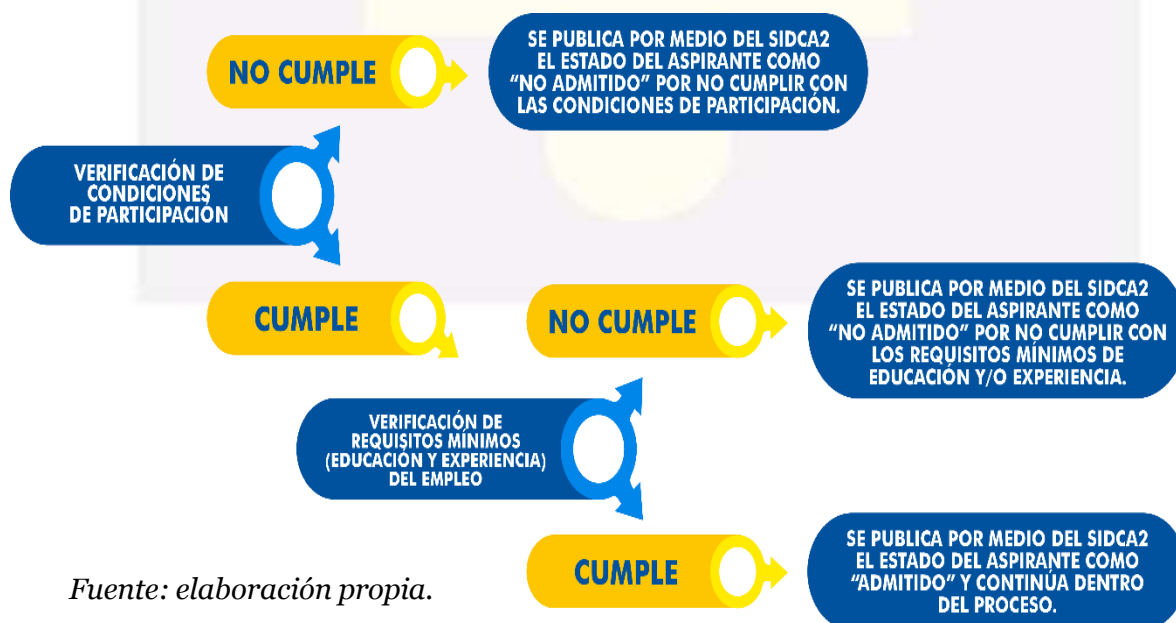 NO CUMPLE
SE PUBLICA POR MEDIO DEL SIDCA2
EL ESTADO DEL ASPIRANTE COMO
“NO ADMITIDO” POR NO CUMPLIR CON
LAS CONDICIONES DE PARTICIPACIÓN.
VERIFICACIÓN DE
CONDICIONES
DE PARTICIPACIÓN
CUMPLE
NO CUMPLE
SE PUBLICA POR MEDIO DEL SIDCA2
EL ESTADO DEL ASPIRANTE COMO
“NO ADMITIDO” POR NO CUMPLIR CON
LOS REQUISITOS MÍNIMOS DE
EDUCACIÓN Y/O EXPERIENCIA.
VERIFICACIÓN DE
REQUISITOS MÍNIMOS
(EDUCACIÓN Y EXPERIENCIA)
DEL EMPLEO
CUMPLE
SE PUBLICA POR MEDIO DEL SIDCA2
EL ESTADO DEL ASPIRANTE COMO
“ADMITIDO” Y CONTINÚA DENTRO
DEL PROCESO.
Fuente: elaboración propia.